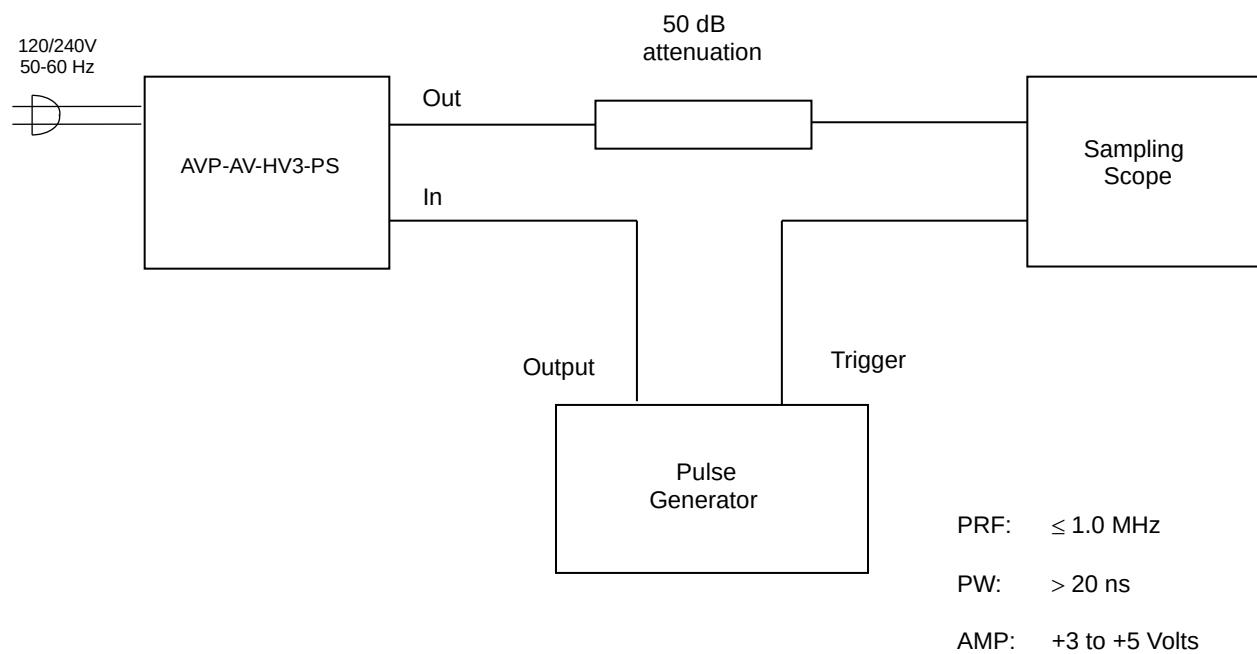 50 dB
attenuation
120/240V
50-60 Hz
Out
AVP-AV-HV3-PS
Sampling
Scope
In
Output
Trigger
Pulse
Generator
PRF: ≤ 1.0 MHz
PW: > 20 ns
AMP: +3 to +5 Volts